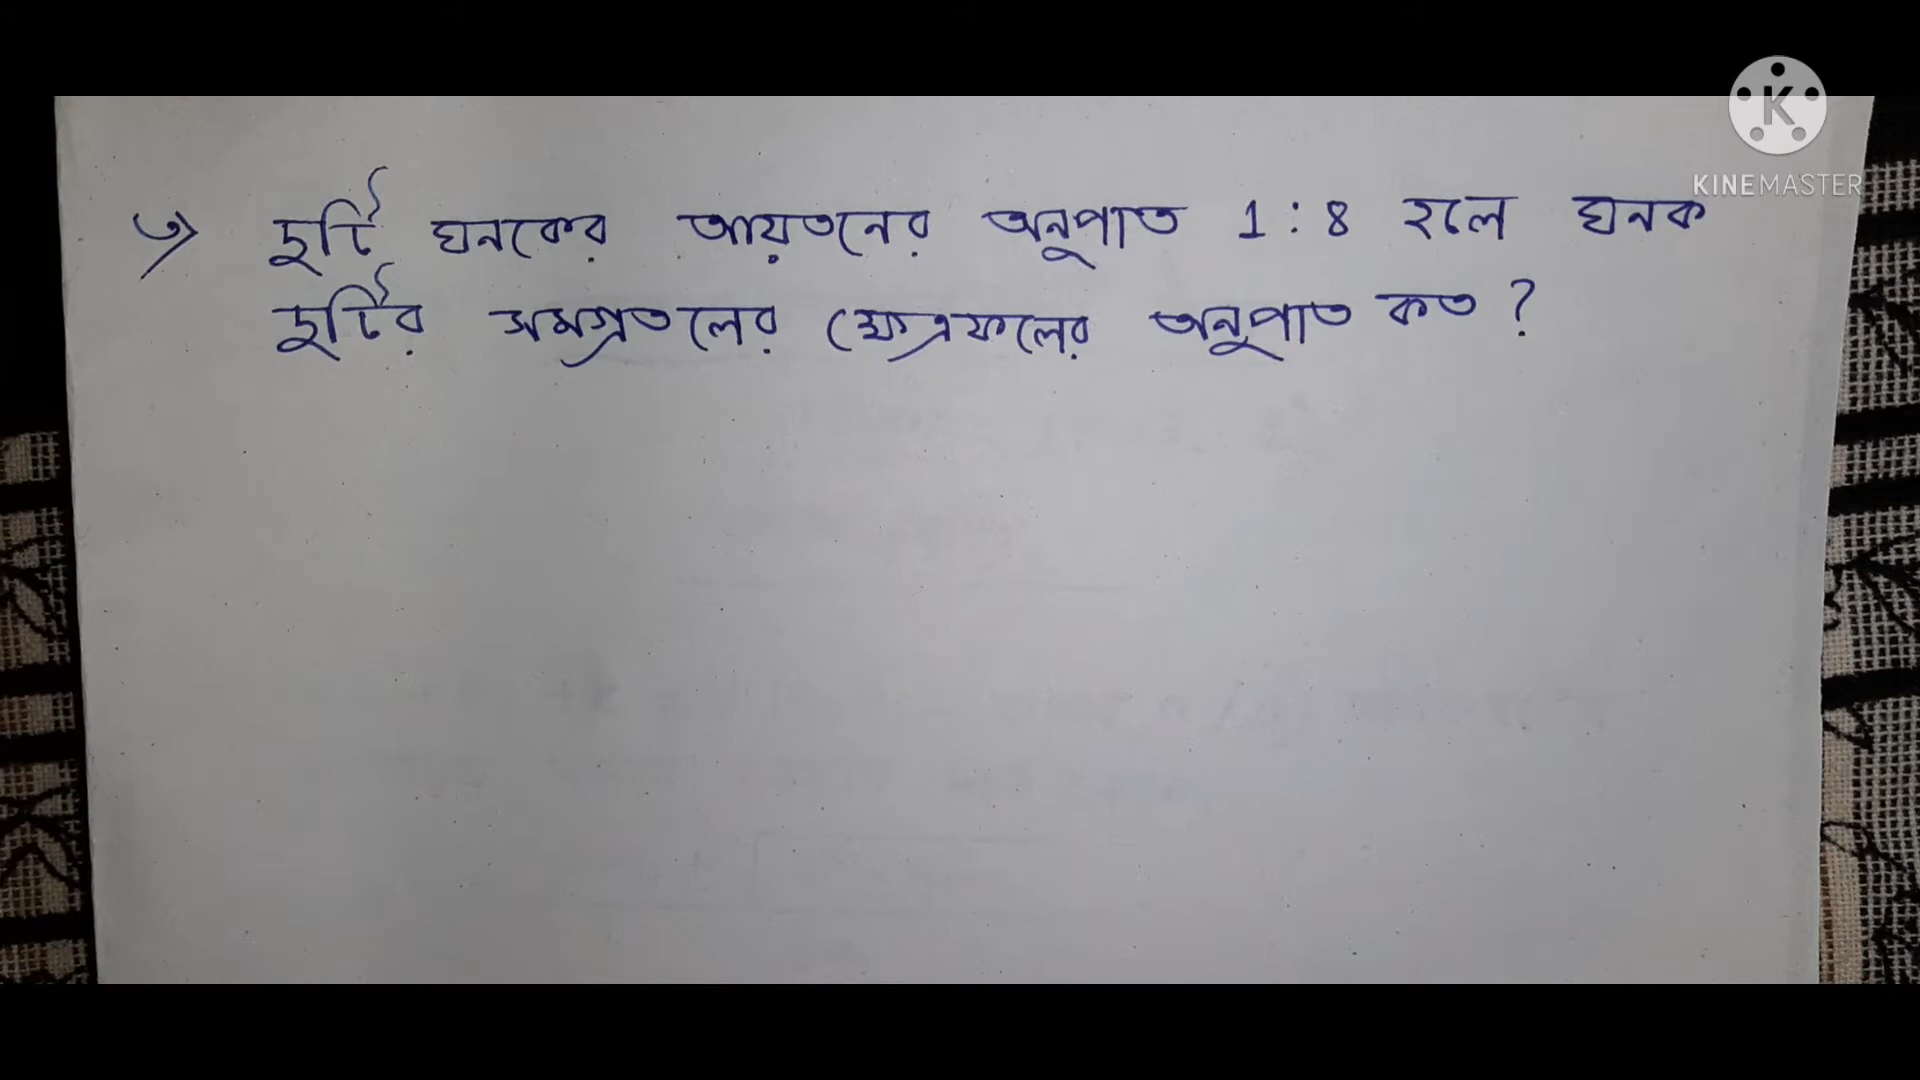 K
KINEMASTER
৩> দুটি ঘনকের আয়তনের অনুপাত 1 : 8 হলে ঘনক
দুটির সমগ্রতলের ক্ষেত্রফলের অনুপাত কত ?